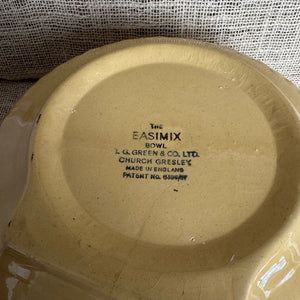 THE
EASIMIX
BOWL
T. G. GREEN & CO. LTD.
CHURCH GRESLEY.
MADE IN ENGLAND
PATENT NO.